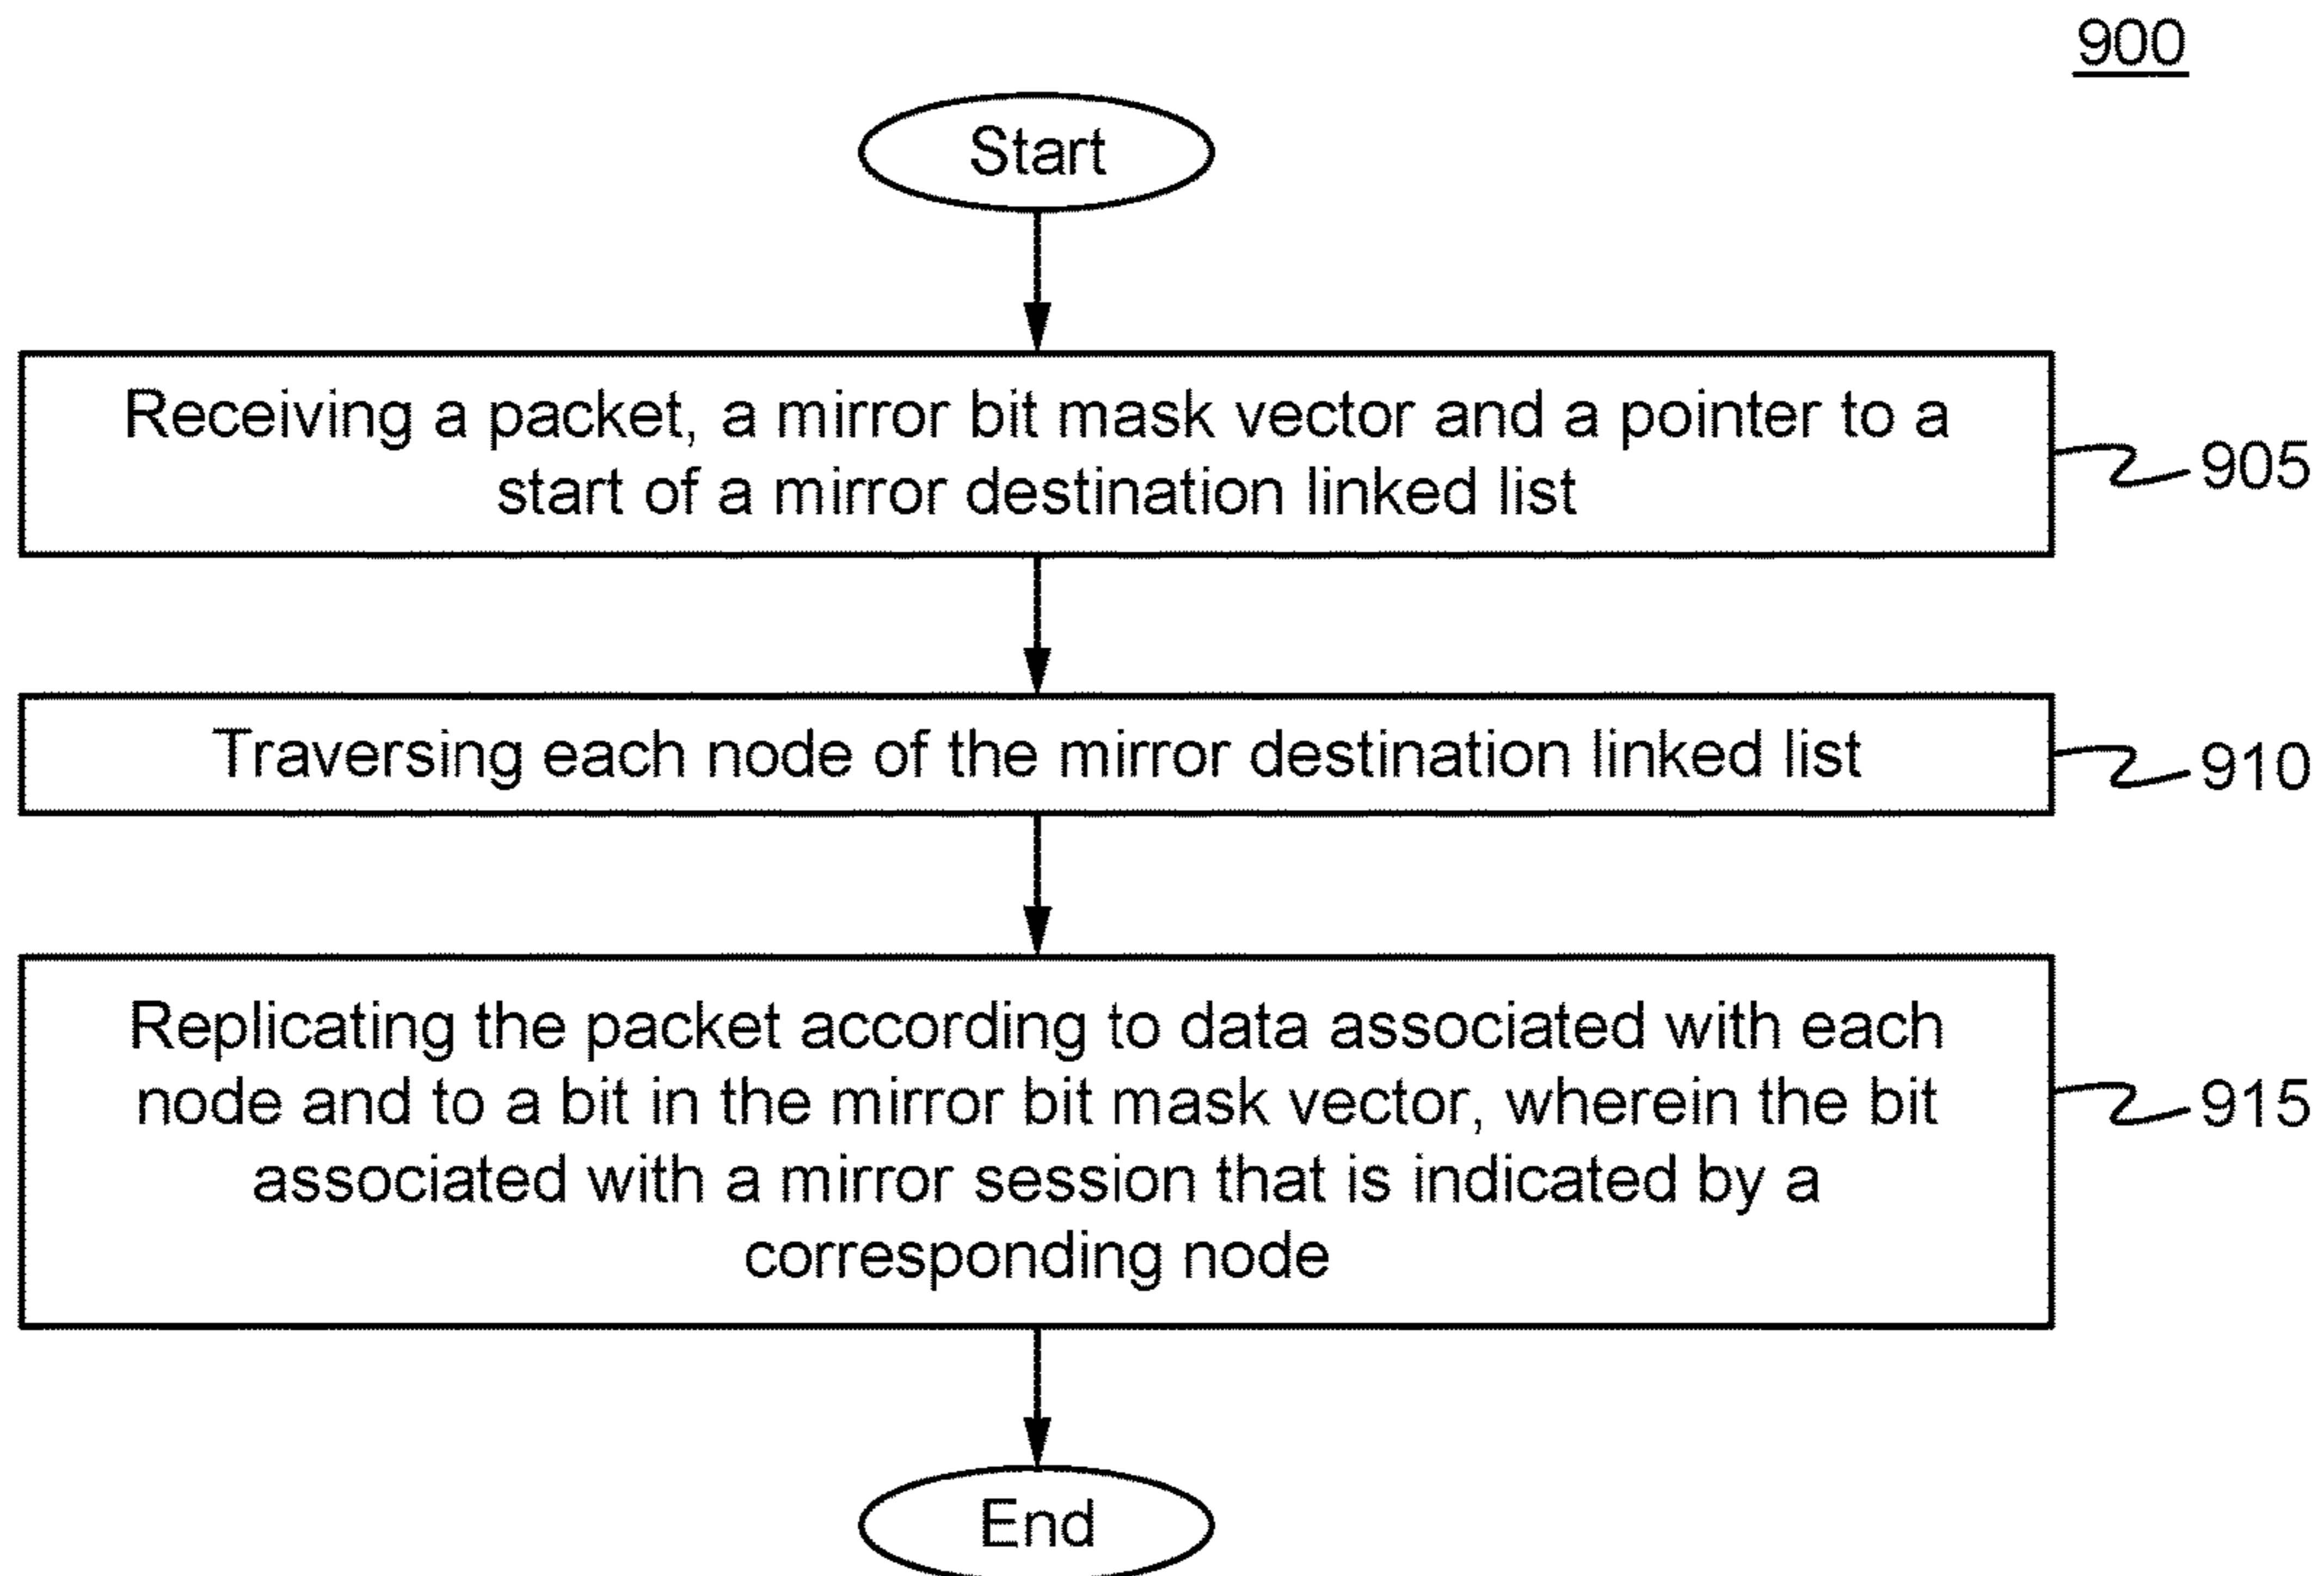 900
Start
Receiving a packet, a mirror bit mask vector and a pointer to a
start of a mirror destination linked list
905
Traversing each node of the mirror destination linked list
910
Replicating the packet according to data associated with each
node and to a bit in the mirror bit mask vector, wherein the bit
associated with a mirror session that is indicated by a
corresponding node
915
End